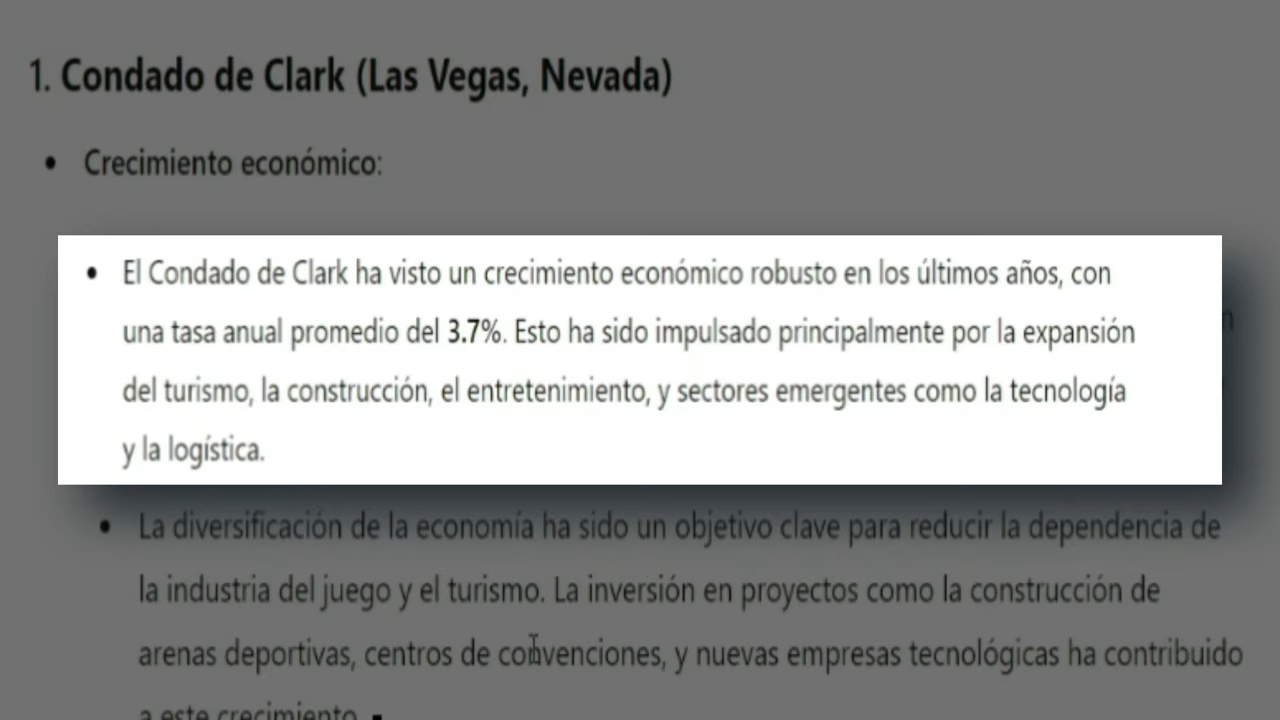 1. Condado de Clark (Las Vegas, Nevada)
• Crecimiento económico:
• El Condado de Clark ha visto un crecimiento económico robusto en los últimos años, con
una tasa anual promedio del 3.7%. Esto ha sido impulsado principalmente por la expansión
del turismo, la construcción, el entretenimiento, y sectores emergentes como la tecnología
y la logística.
• La diversificación de la economía ha sido un objetivo clave para reducir la dependencia de
la industria del juego y el turismo. La inversión en proyectos como la construcción de
arenas deportivas, centros de convenciones, y nuevas empresas tecnológicas ha contribuido
a este crecimiento.